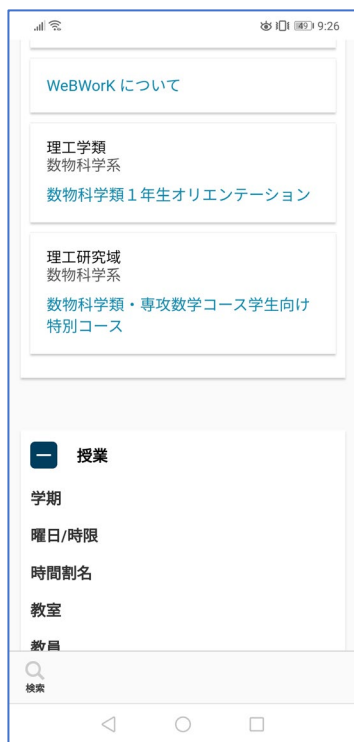 49 9:26
WeBWorK について
理工学類
数物科学系
数物科学類１年生オリエンテーション
理工研究域
数物科学系
数物科学類・専攻数学コース学生向け
特別コース
授業
学期
曜日/時限
時間割名
教室
教員
検索